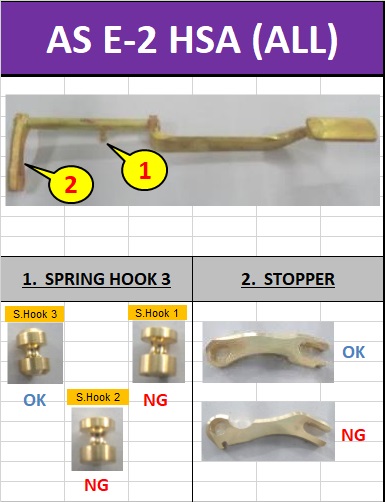 AS E-2 HSA (ALL)
1
2
1. SPRING HOOK 3
2. STOPPER
S.Hook 3
S.Hook 1
OK
NG
S.Hook 2
NG
OK
NG